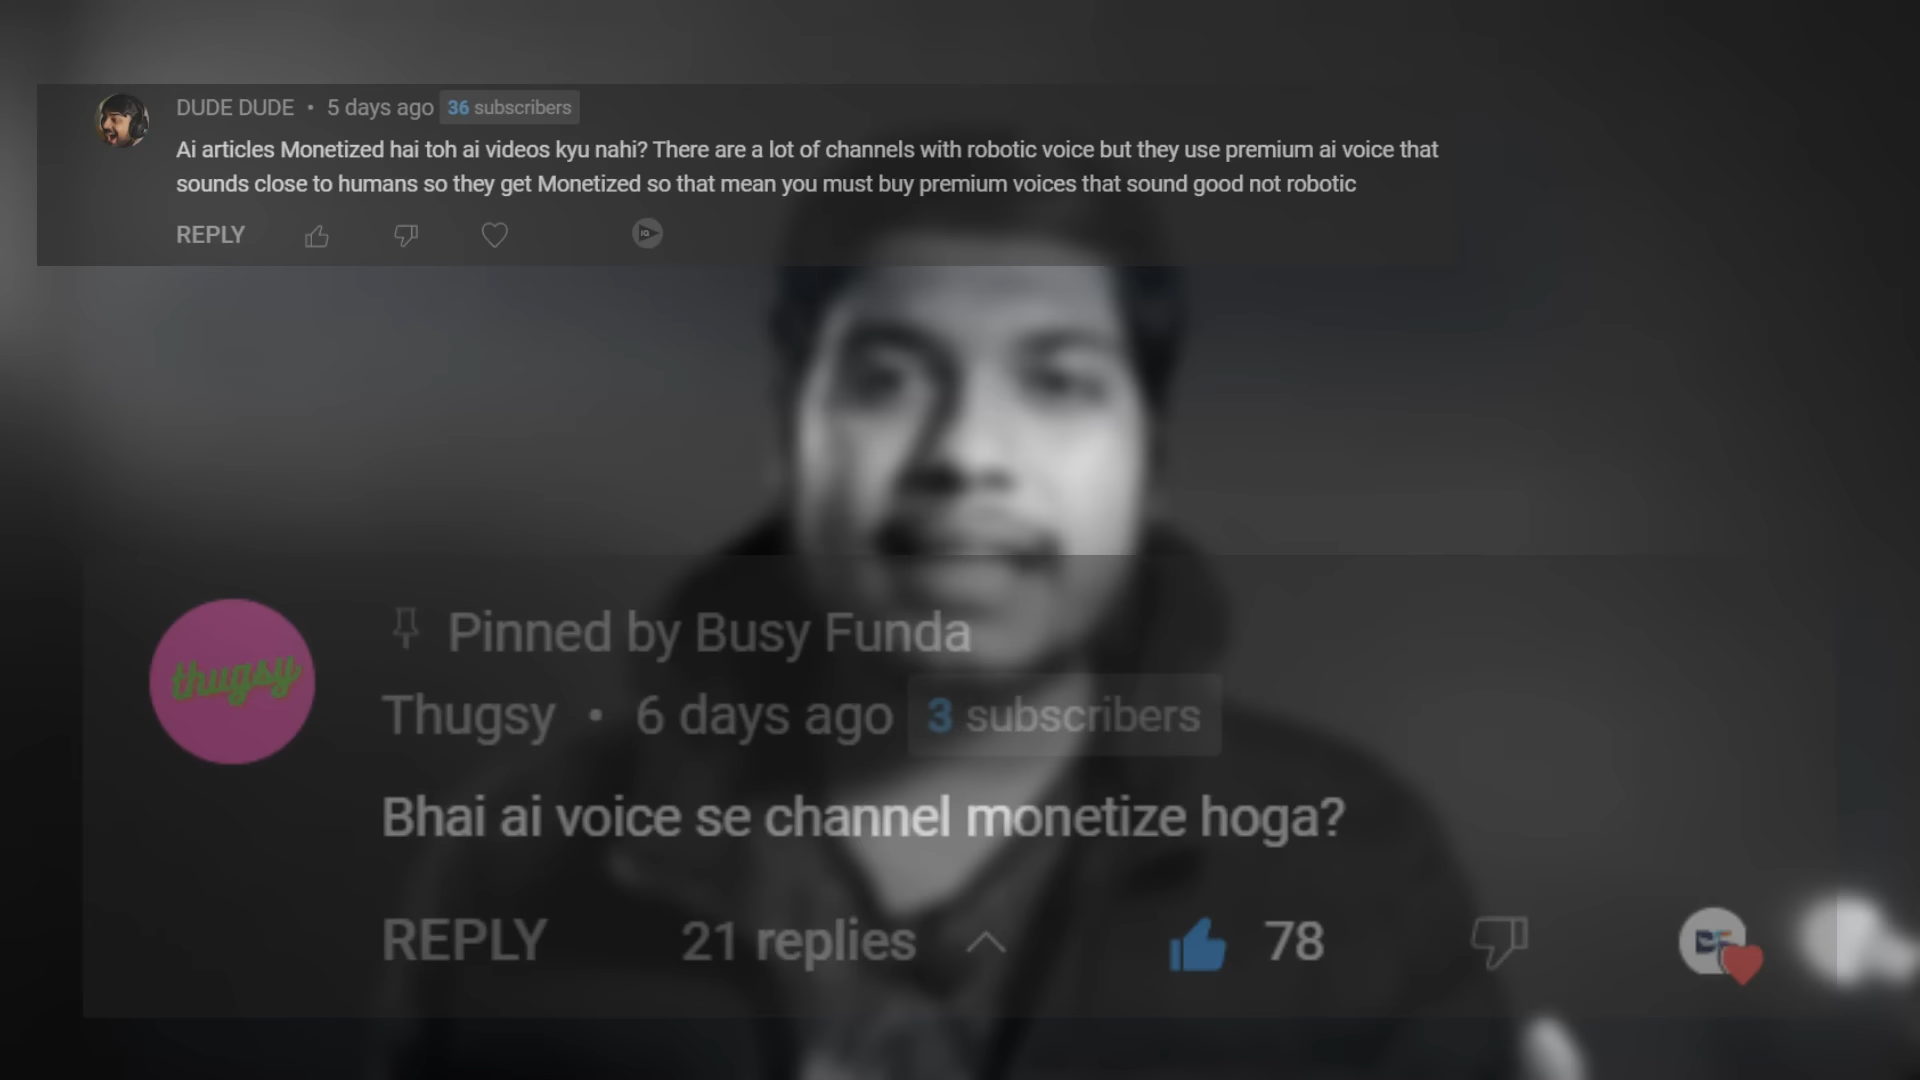 DUDE DUDE • 5 days ago 36 subscribers
Ai articles Monetized hai toh ai videos kyu nahi? There are a lot of channels with robotic voice but they use premium ai voice that
sounds close to humans so they get Monetized so that mean you must buy premium voices that sound good not robotic
REPLY
thugsy
Pinned by Busy Funda
Thugsy • 6 days ago 3 subscribers
Bhai ai voice se channel monetize hoga?
REPLY 21 replies 78